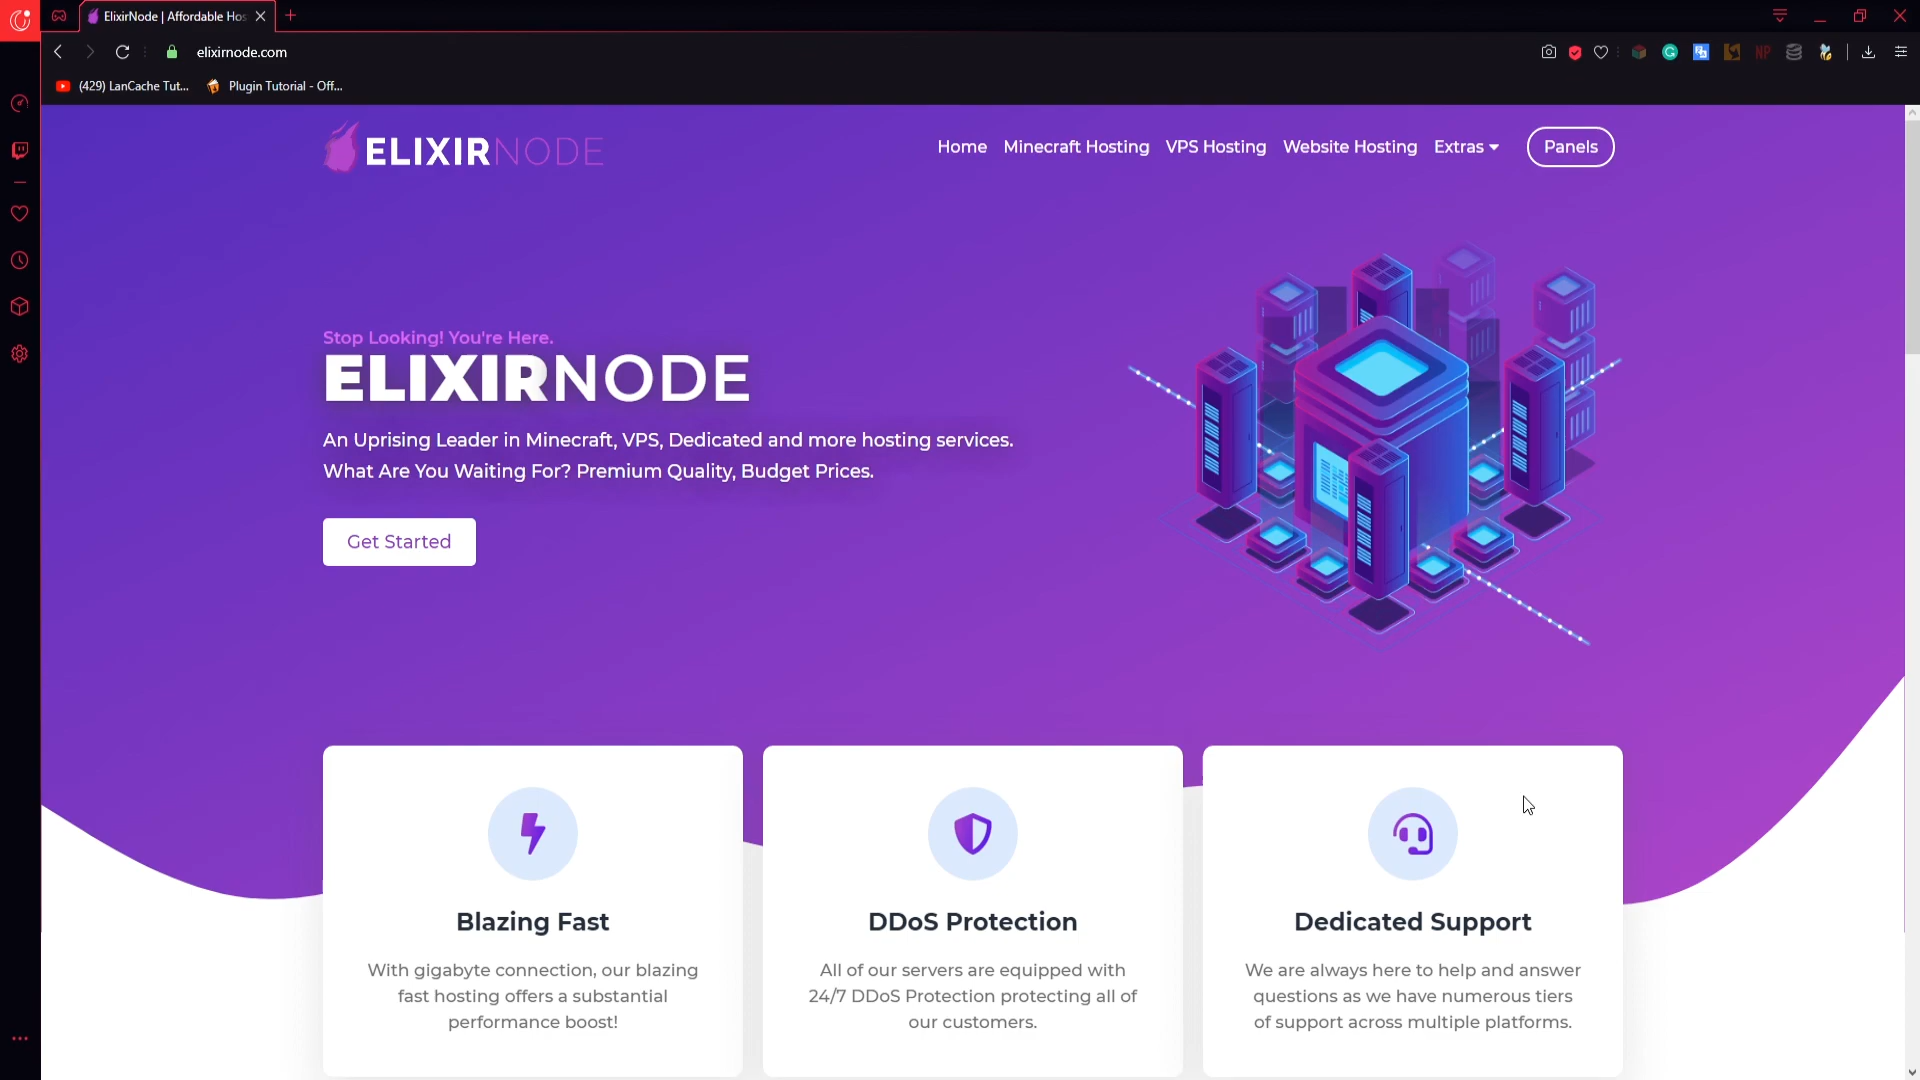 ElixirNode | Affordable Hos
elixirnode.com
(429) LanCache Tut...
Plugin Tutorial - Off...
NP
ELIXIRNODE
Home
Minecraft Hosting
VPS Hosting
Website Hosting
Extras
Panels
Stop Looking! You're Here.
ELIXIRNODE
An Uprising Leader in Minecraft, VPS, Dedicated and more hosting services.
What Are You Waiting For? Premium Quality, Budget Prices.
Get Started
Blazing Fast
With gigabyte connection, our blazing
fast hosting offers a substantial
performance boost!
DDoS Protection
All of our servers are equipped with
24/7 DDoS Protection protecting all of
our customers.
Dedicated Support
We are always here to help and answer
questions as we have numerous tiers
of support across multiple platforms.